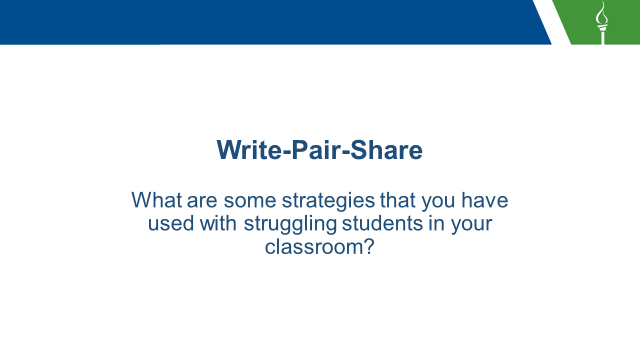 Write-Pair-Share
What are some strategies that you have
used with struggling students in your
classroom?